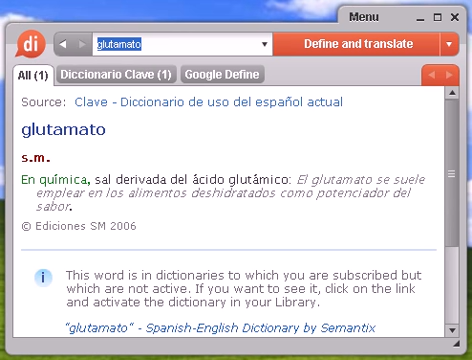 Menu
di
glutamato
Define and translate
All (1)
Diccionario Clave (1)
Google Define
Source: Clave - Diccionario de uso del español actual
glutamato
s.m.
En química, sal derivada del ácido glutámico: El glutamato se suele
emplear en los alimentos deshidratados como potenciador del
sabor.
© Ediciones SM 2006
i
This word is in dictionaries to which you are subscribed but
which are not active. If you want to see it, click on the link
and activate the dictionary in your Library.
"glutamato" - Spanish-English Dictionary by Semantix